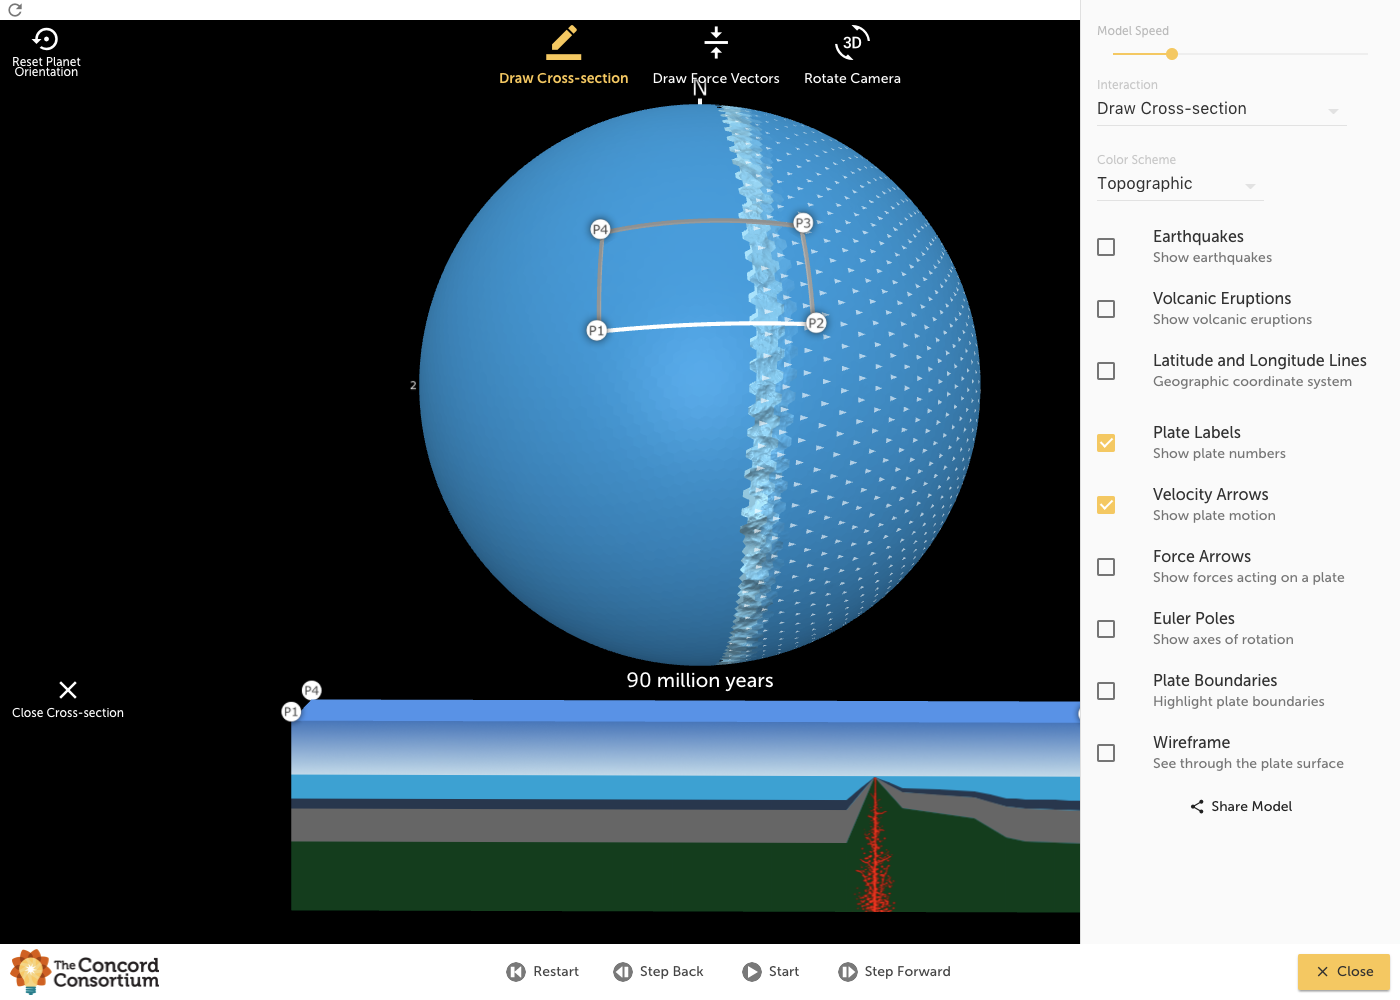 Reset Planet
Orientation
Draw Cross-section
Draw Force Vectors
Rotate Camera
3D
N
P4
P3
P1
P2
2
90 million years
Close Cross-section
P4
P1
Model Speed
Interaction
Draw Cross-section
Color Scheme
Topographic
Earthquakes
Show earthquakes
Volcanic Eruptions
Show volcanic eruptions
Latitude and Longitude Lines
Geographic coordinate system
Plate Labels
Show plate numbers
Velocity Arrows
Show plate motion
Force Arrows
Show forces acting on a plate
Euler Poles
Show axes of rotation
Plate Boundaries
Highlight plate boundaries
Wireframe
See through the plate surface
Share Model
The Concord
Consortium
Restart
Step Back
Start
Step Forward
Close